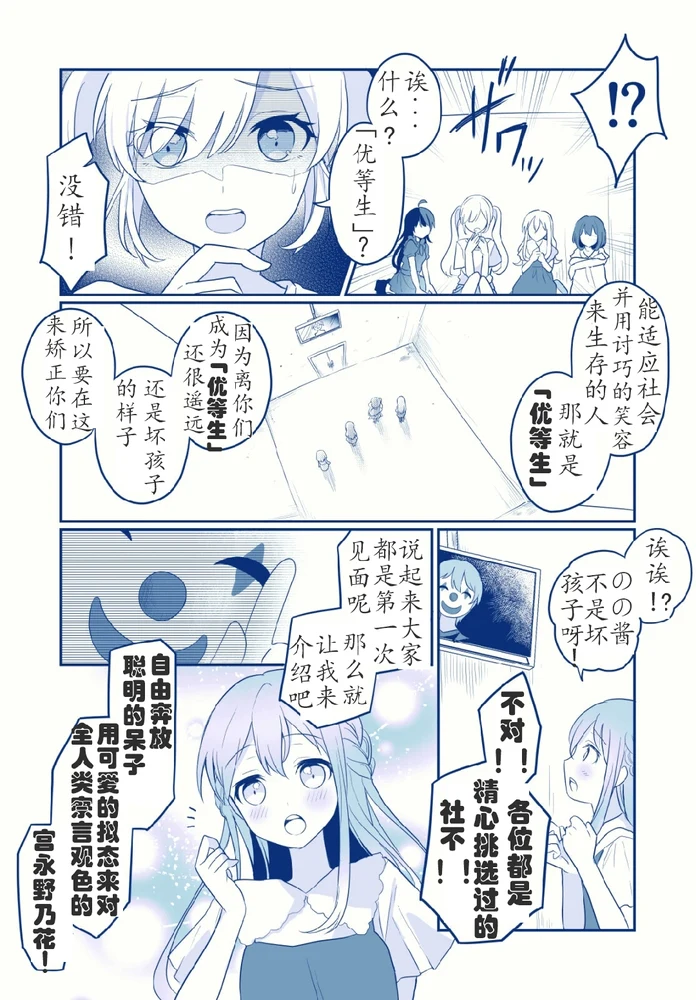 !?
ザワッ
诶・・・
什么?
「优等生」?
没错!
能适应社会
并用讨巧的笑容
来生存的人
那就是
「优等生」
因为离你们
成为「优等生」
还很遥远
还是坏孩子
的样子
所以要在这
来矫正你们
诶诶!?
のの酱
不是坏
孩子呀!
不对!!
各位都是
精心挑选过的
社不!!
说起来大家
都是第一次
见面呢
那么就
让我来
介绍吧
自由奔放
聪明的呆子
用可爱的拟态来对
全人类察言观色的
宫永野乃花!